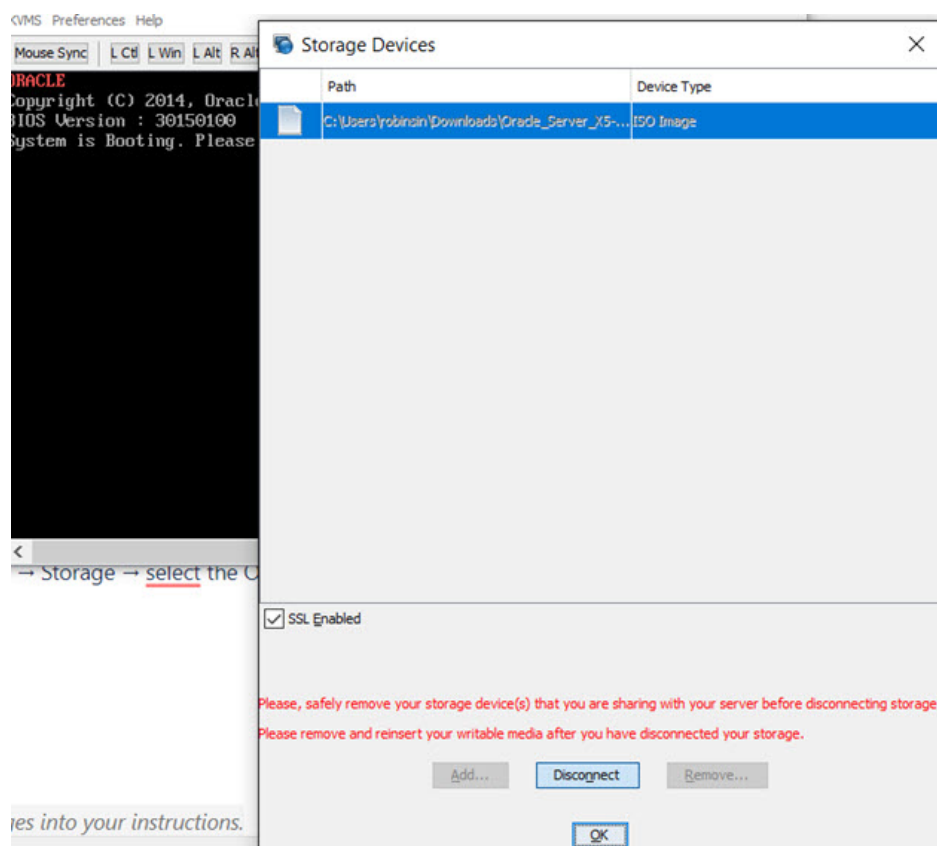 KVMS Preferences Help
Mouse Sync L Ctl L Win L Alt R Alt
ORACLE
Copyright (C) 2014, Oracle
BIOS Version : 30150100
System is Booting. Please
→ Storage → select the O
ges into your instructions.
Storage Devices
Path Device Type
C:\Users\robinsin\Downloads\Oracle_Server_X5-... ISO Image
SSL Enabled
Please, safely remove your storage device(s) that you are sharing with your server before disconnecting storage
Please remove and reinsert your writable media after you have disconnected your storage.
Add... Disconnect Remove...
OK